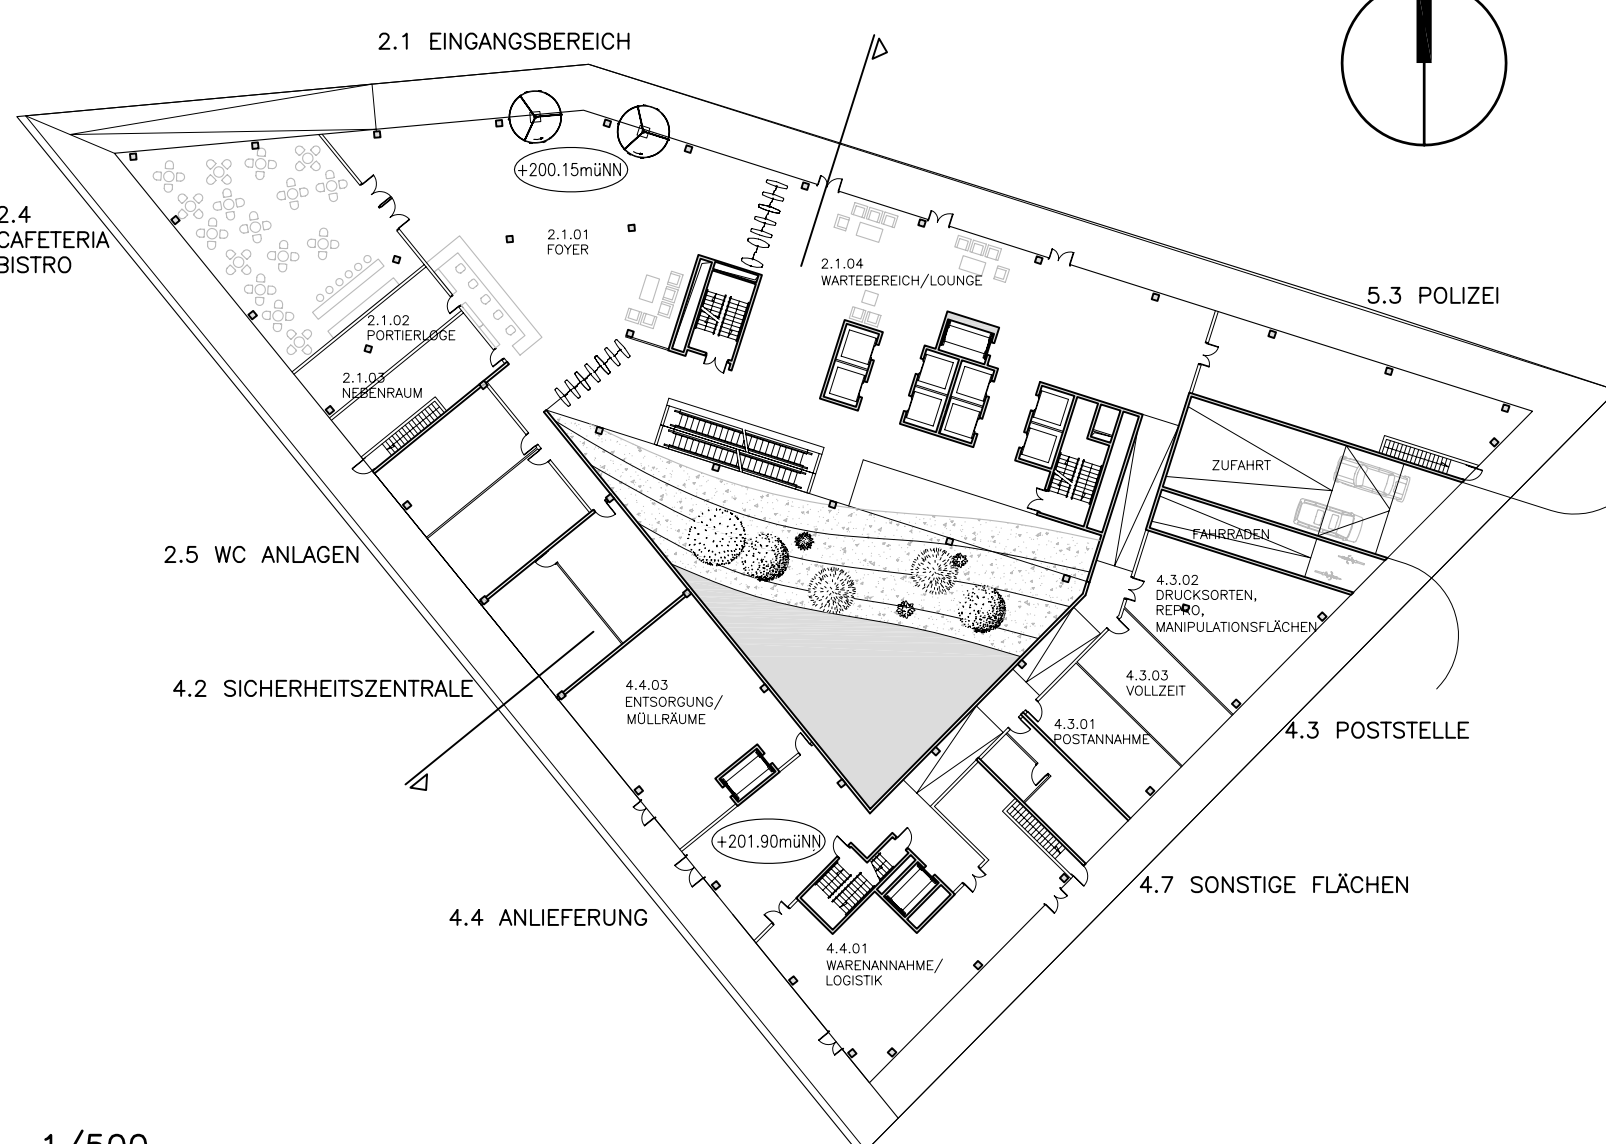 2.1 EINGANGSBEREICH
+200.15müNN
2.4
CAFETERIA
BISTRO
2.1.01
FOYER
2.1.04
WARTEBEREICH/LOUNGE
5.3 POLIZEI
2.1.02
PORTIERLOGE
2.1.03
NEBENRAUM
ZUFAHRT
FAHRRADEN
2.5 WC ANLAGEN
4.3.02
DRUCKSORTEN,
REPRO,
MANIPULATIONSFLÄCHEN
4.2 SICHERHEITSZENTRALE
4.4.03
ENTSORGUNG/
MÜLLRÄUME
4.3.03
VOLLZEIT
4.3.01
POSTANNAHME
4.3 POSTSTELLE
+201.90müNN
4.7 SONSTIGE FLÄCHEN
4.4 ANLIEFERUNG
4.4.01
WARENANNAHME/
LOGISTIK
1/500